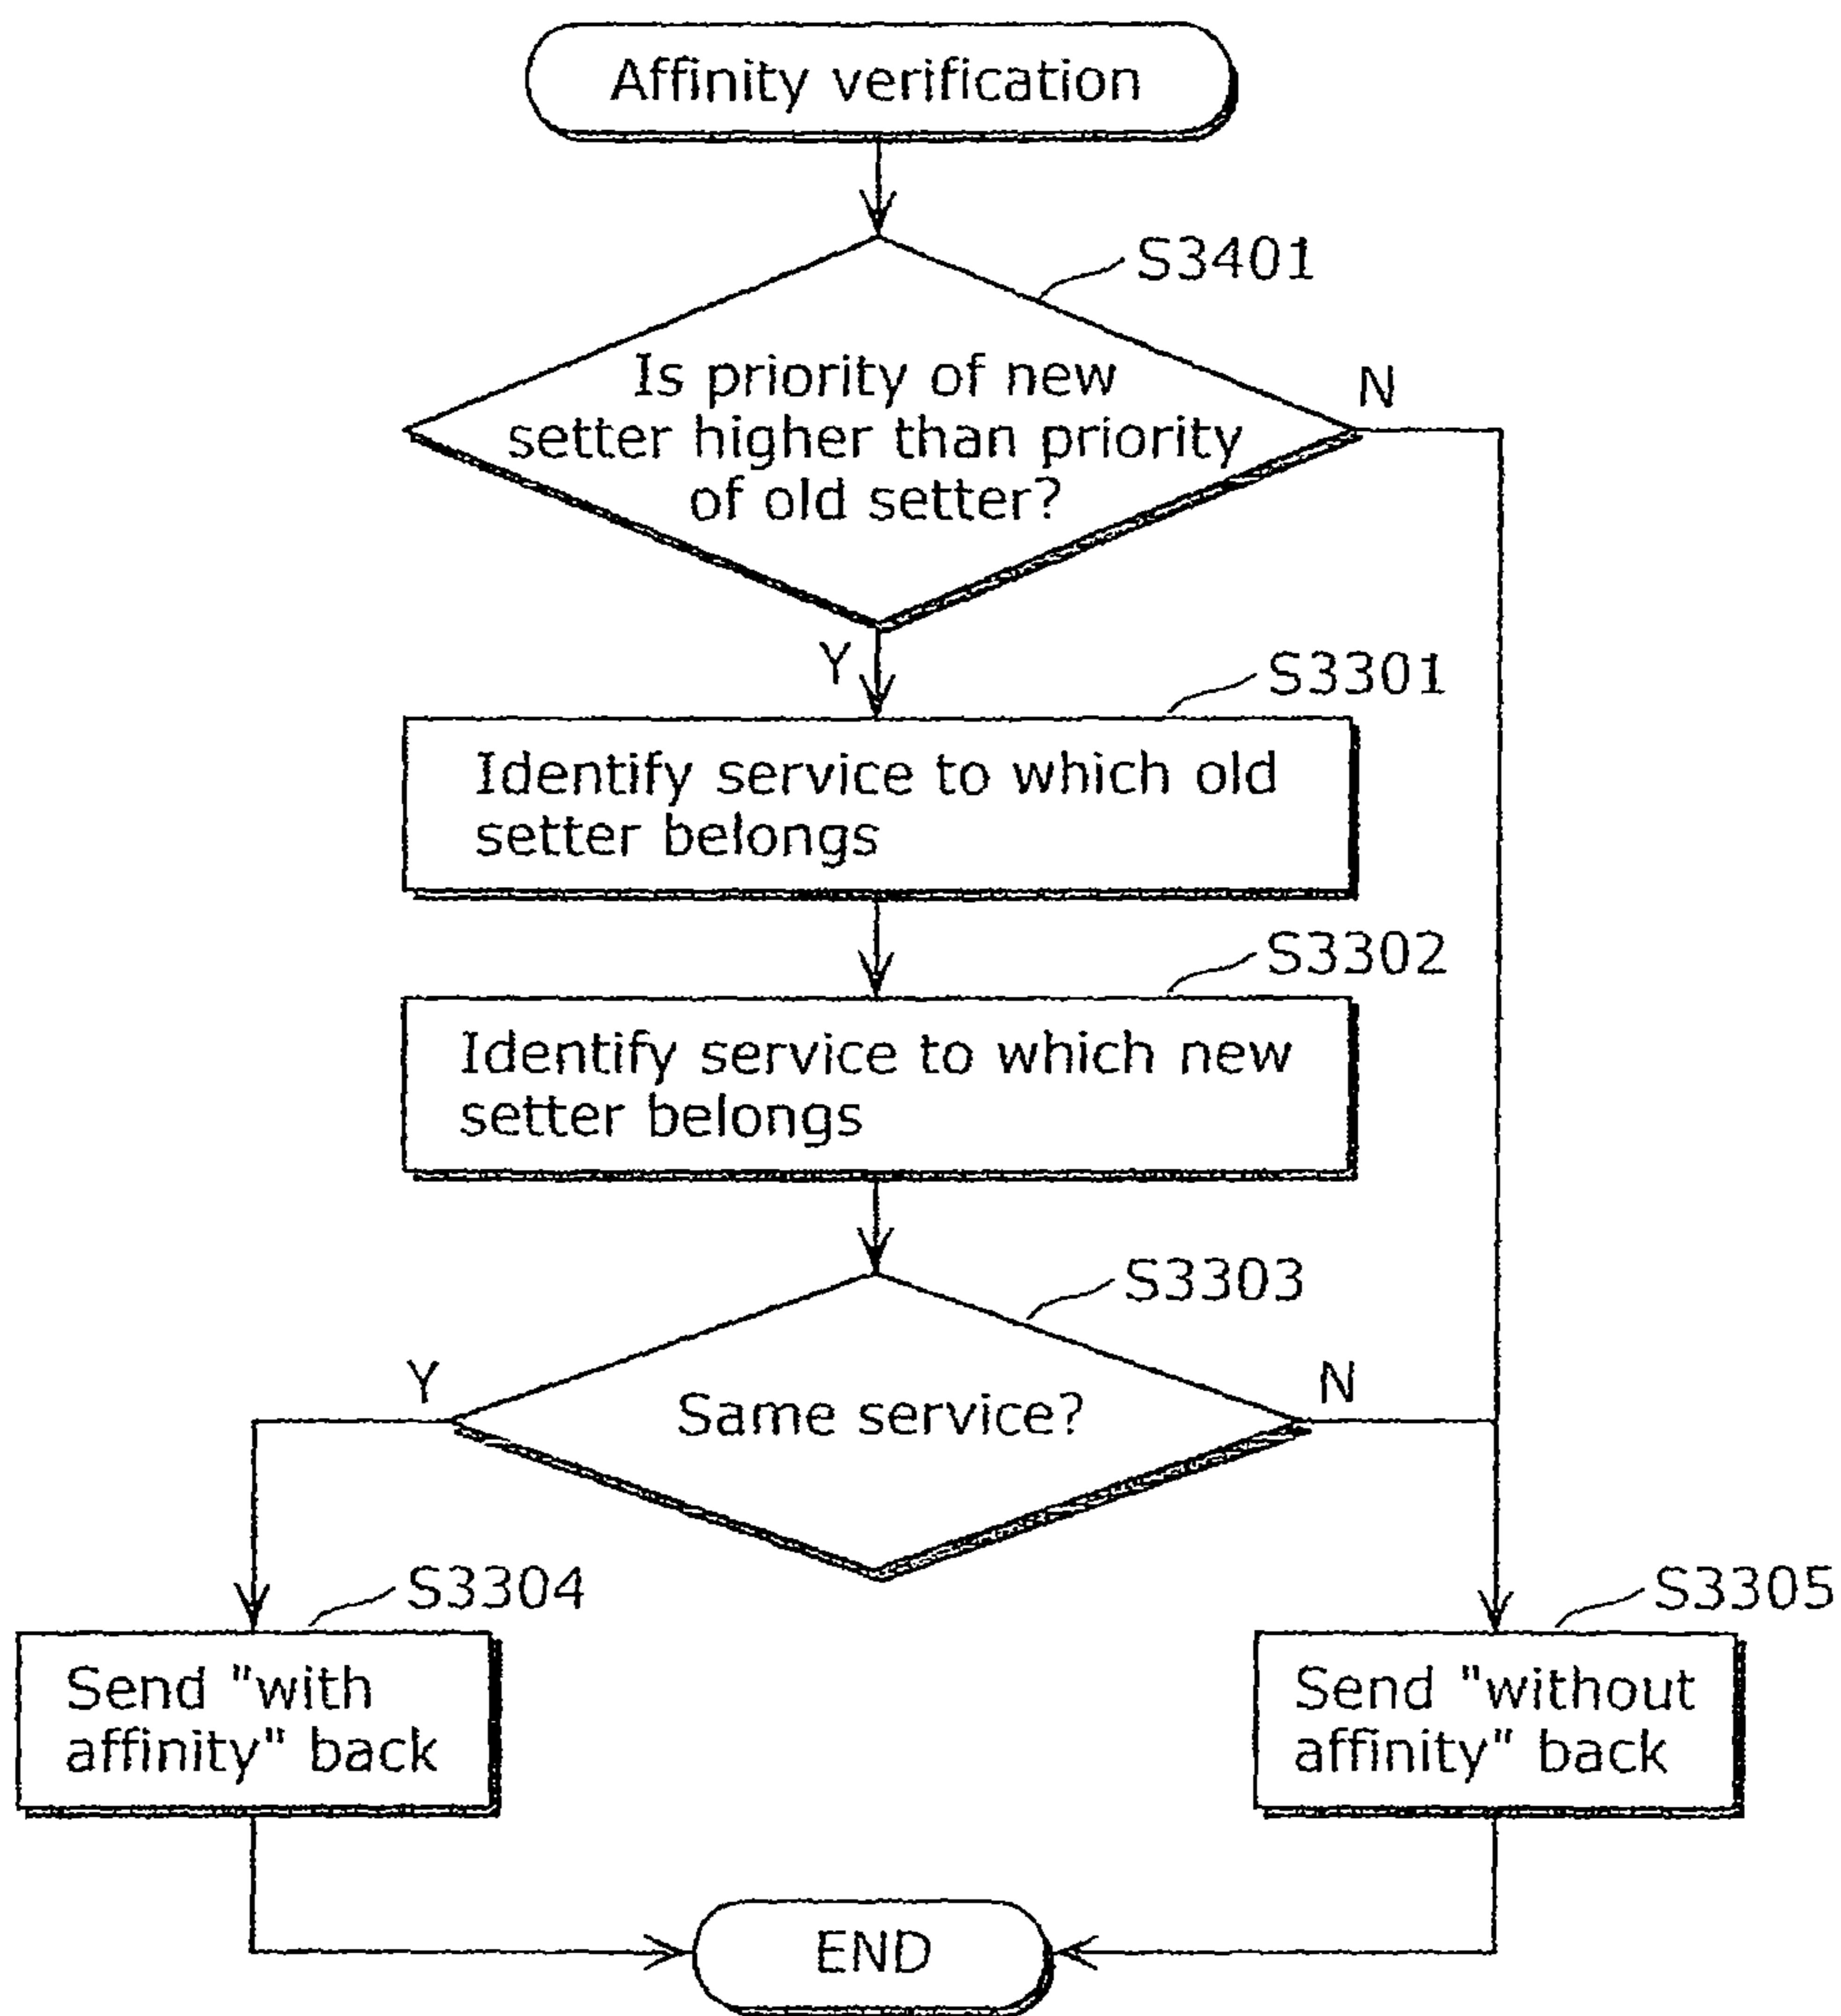 Affinity verification
S3401
Is priority of new
setter higher than priority
of old setter?
N
Y
S3301
Identify service to which old
setter belongs
S3302
Identify service to which new
setter belongs
S3303
Y
Same service?
N
S3304
Send "with
affinity" back
S3305
Send "without
affinity" back
END